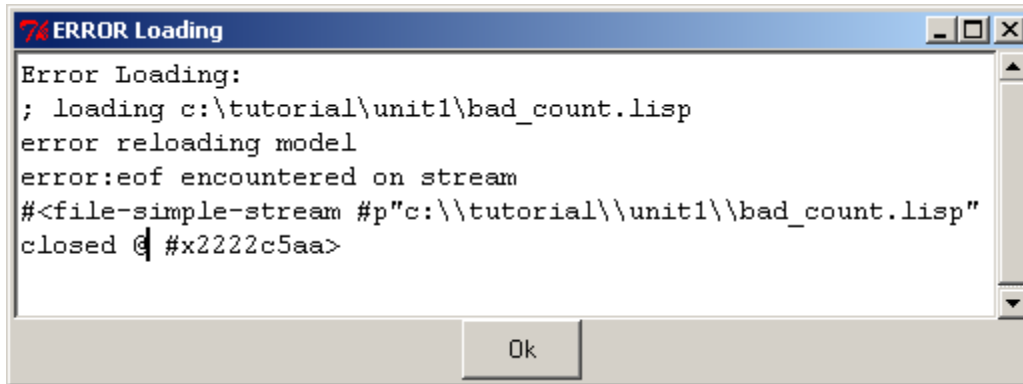 ERROR Loading
Error Loading:
; loading c:\tutorial\unit1\bad_count.lisp
error reloading model
error:eof encountered on stream
#<file-simple-stream #p"c:\\tutorial\\unit1\\bad_count.lisp"
closed @ #x2222c5aa>
Ok